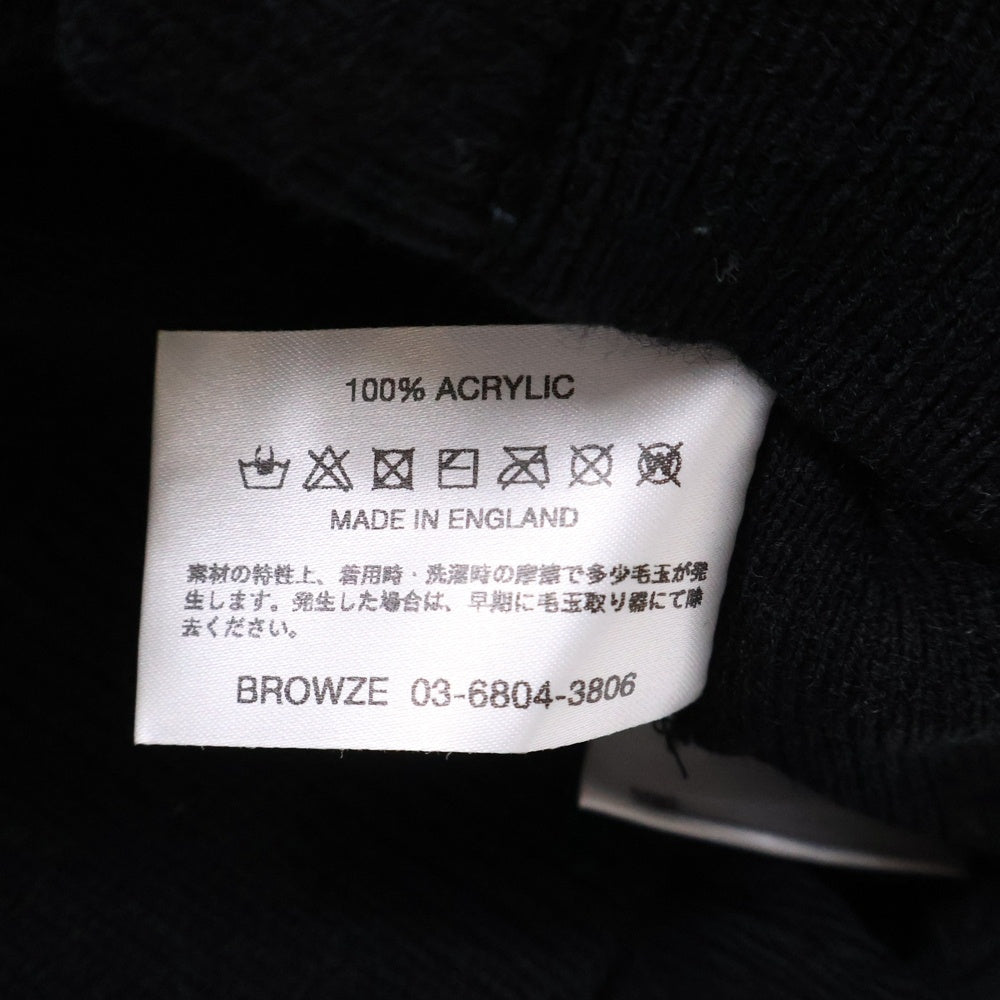 100% ACRYLIC
MADE IN ENGLAND
素材の特性上、着用時・洗濯時の摩擦で多少毛玉が発
生します。発生した場合は、早期に毛玉取り器にて除
去ください。
BROWZE 03-6804-3806